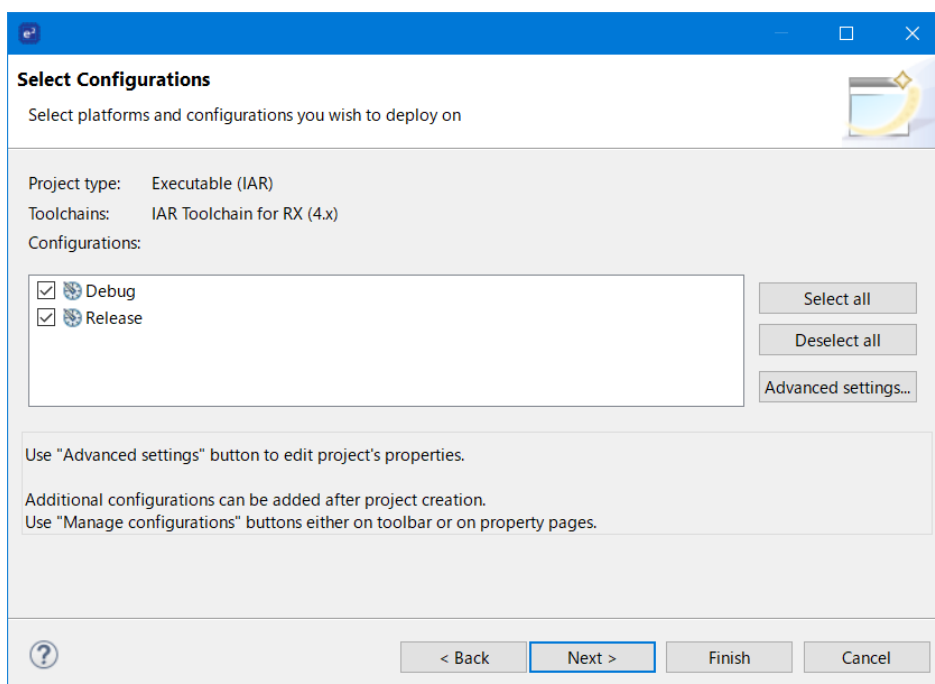 e²
Select Configurations
Select platforms and configurations you wish to deploy on
Project type: Executable (IAR)
Toolchains: IAR Toolchain for RX (4.x)
Configurations:
Debug
Release
Select all
Deselect all
Advanced settings...
Use "Advanced settings" button to edit project's properties.
Additional configurations can be added after project creation.
Use "Manage configurations" buttons either on toolbar or on property pages.
?
< Back
Next >
Finish
Cancel